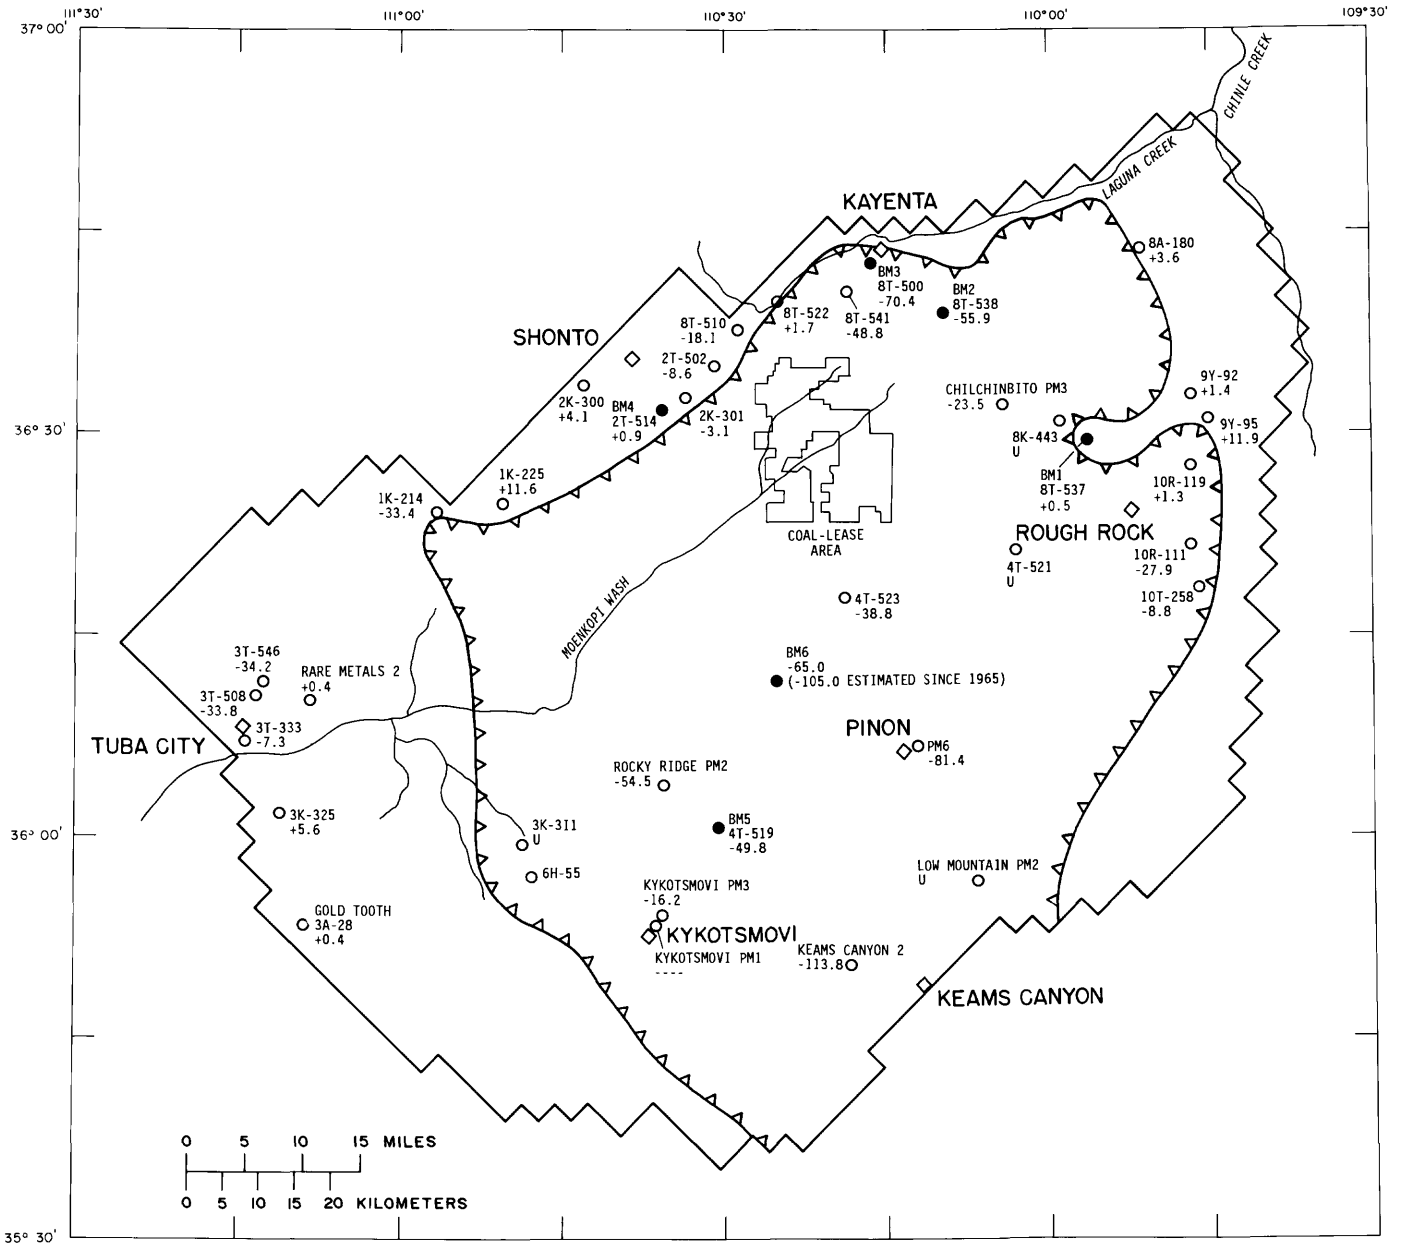 111°30'
111°00'
110°30'
110°00'
109°30'
37°00'
CHINLE CREEK
LAGUNA CREEK
KAYENTA
8A-180
+3.6
BM3
8T-500
-70.4
BM2
8T-538
-55.9
8T-522
+1.7
8T-541
-48.8
8T-510
-18.1
SHONTO
2T-502
-8.6
2K-300
+4.1
BM4
2T-514
+0.9
2K-301
-3.1
CHILCHINBITO PM3
-23.5
9Y-92
+1.4
9Y-95
+11.9
36°30'
8K-443
U
BM1
8T-537
+0.5
10R-119
+1.3
1K-225
+11.6
1K-214
-33.4
COAL-LEASE
AREA
ROUGH ROCK
4T-521
U
10R-111
-27.9
10T-258
-8.8
4T-523
-38.8
MOENKOPI WASH
3T-546
-34.2
RARE METALS 2
+0.4
3T-508
-33.8
3T-333
-7.3
TUBA CITY
BM6
-65.0
(-105.0 ESTIMATED SINCE 1965)
PINON
PM6
-81.4
ROCKY RIDGE PM2
-54.5
3K-325
+5.6
36°00'
3K-311
U
BM5
4T-519
-49.8
6H-55
LOW MOUNTAIN PM2
U
KYKOTSMOVI PM3
-16.2
GOLD TOOTH
3A-28
+0.4
KYKOTSMOVI
KYKOTSMOVI PM1
----
KEAMS CANYON 2
-113.8
KEAMS CANYON
0 5 10 15 MILES
0 5 10 15 20 KILOMETERS
35°30'